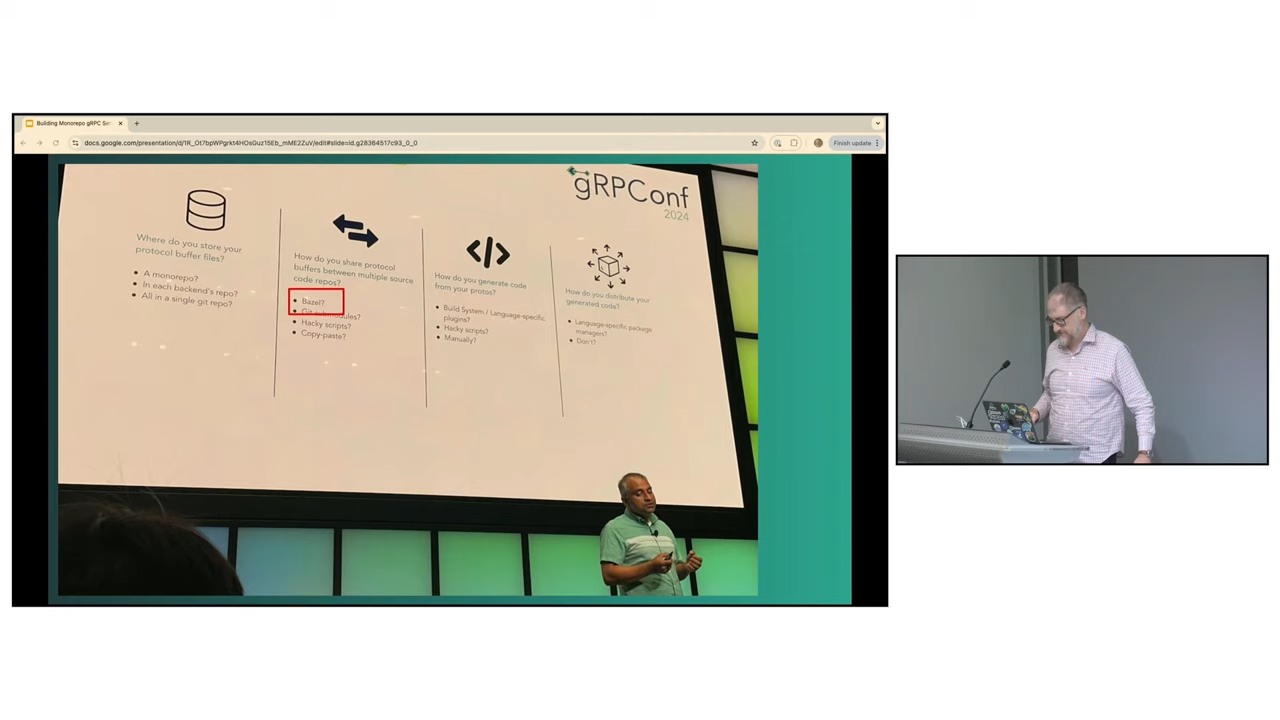 Building Monorepo gRPC Ser
docs.google.com/presentation/d/1R_Ot7bpWPgrkt4HOsGuz15Eb_mME2ZuV/edit#slide=id.g28364517c93_0_0
Finish update
gRPConf
2024
Where do you store your
protocol buffer files?
• A monorepo?
• In each backend's repo?
• All in a single git repo?
How do you share protocol
buffers between multiple source
code repos?
• Bazel?
• Git submodules?
• Hacky scripts?
• Copy-paste?
</>
How do you generate code
from your protos?
• Build System / Language-specific
plugins?
• Hacky scripts?
• Manually?
How do you distribute your
generated code?
• Language-specific package
managers?
• Don't?